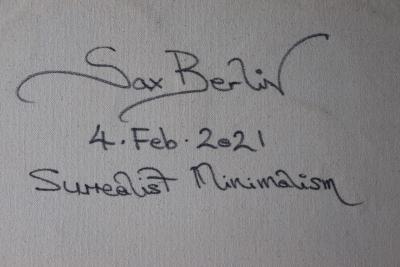 Sax Berlin
4. Feb. 2021
Surrealist Minimalism